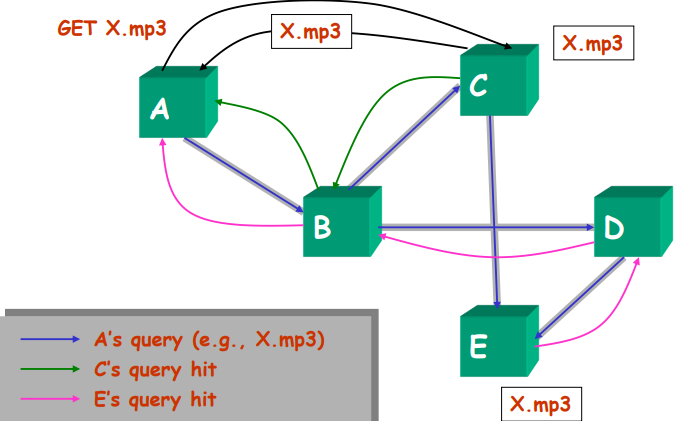 GET X.mp3
X.mp3
X.mp3
A
C
B
D
E
A's query (e.g., X.mp3)
C's query hit
E's query hit
X.mp3